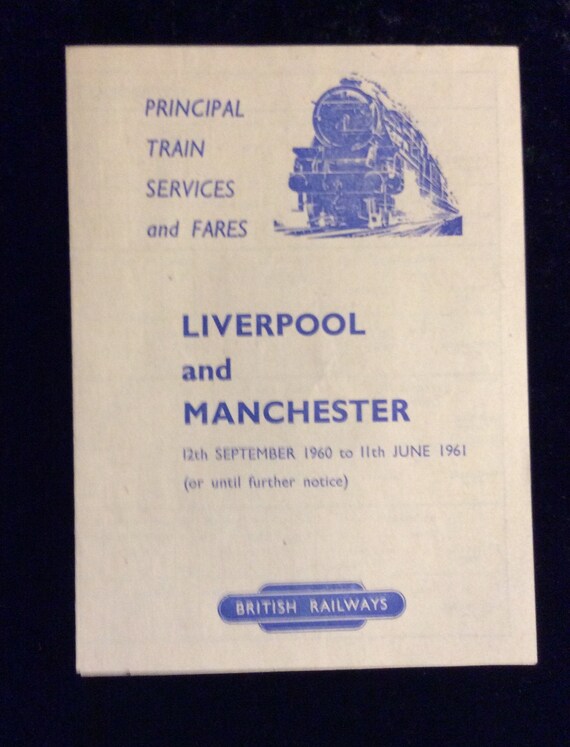 PRINCIPAL
TRAIN
SERVICES
and FARES
LIVERPOOL
and
MANCHESTER
12th SEPTEMBER 1960 to 11th JUNE 1961
(or until further notice)
BRITISH RAILWAYS